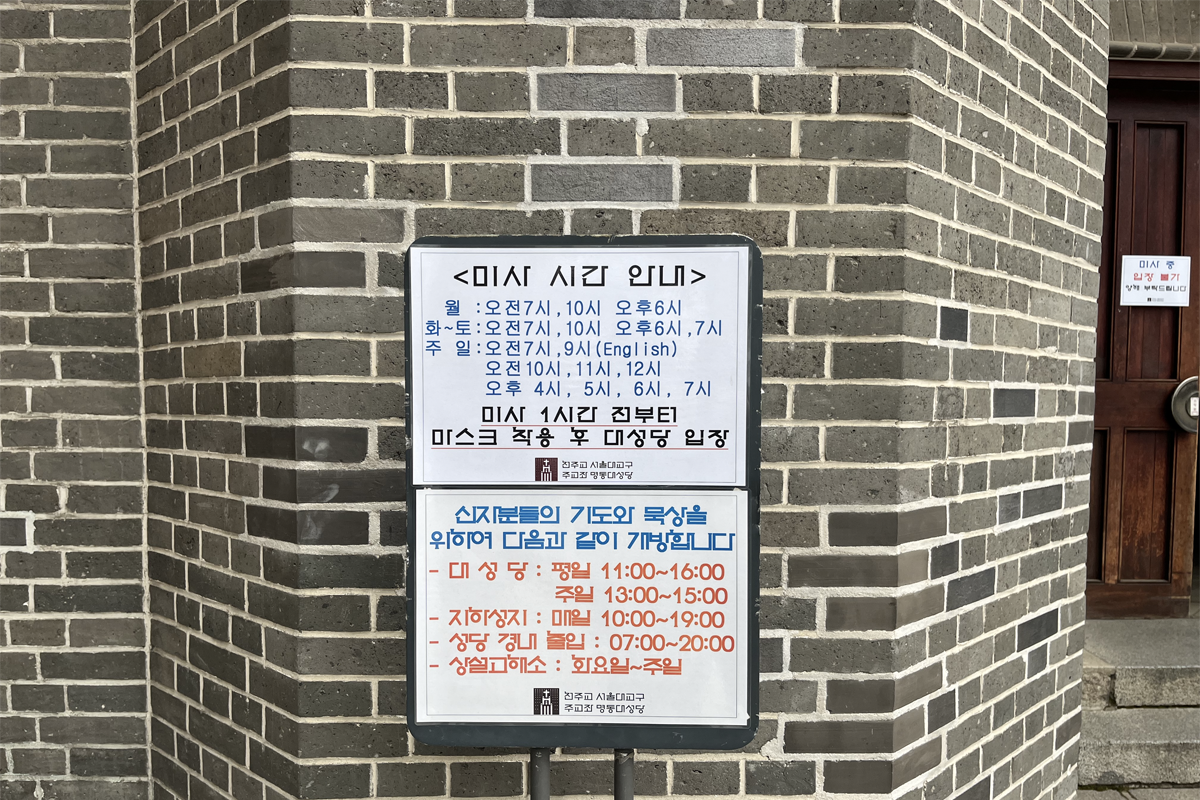 <미사 시간 안내>
월 :오전7시,10시 오후6시
화~토:오전7시,10시 오후6시,7시
주 일:오전7시,9시(English)
오전10시,11시,12시
오후 4시, 5시, 6시, 7시
미사 1시간 전부터
마스크 착용 후 대성당 입장
천주교 서울대교구
주교좌 명동대성당
신자분들의 기도와 묵상을
위하여 다음과 같이 개방합니다
- 대 성 당 : 평일 11:00~16:00
주일 13:00~15:00
- 지하성지 : 매일 10:00~19:00
- 성당 경내 출입 : 07:00~20:00
- 상설고해소 : 화요일~주일
천주교 서울대교구
주교좌 명동대성당
미사 중
입장 불가
양해 부탁드립니다